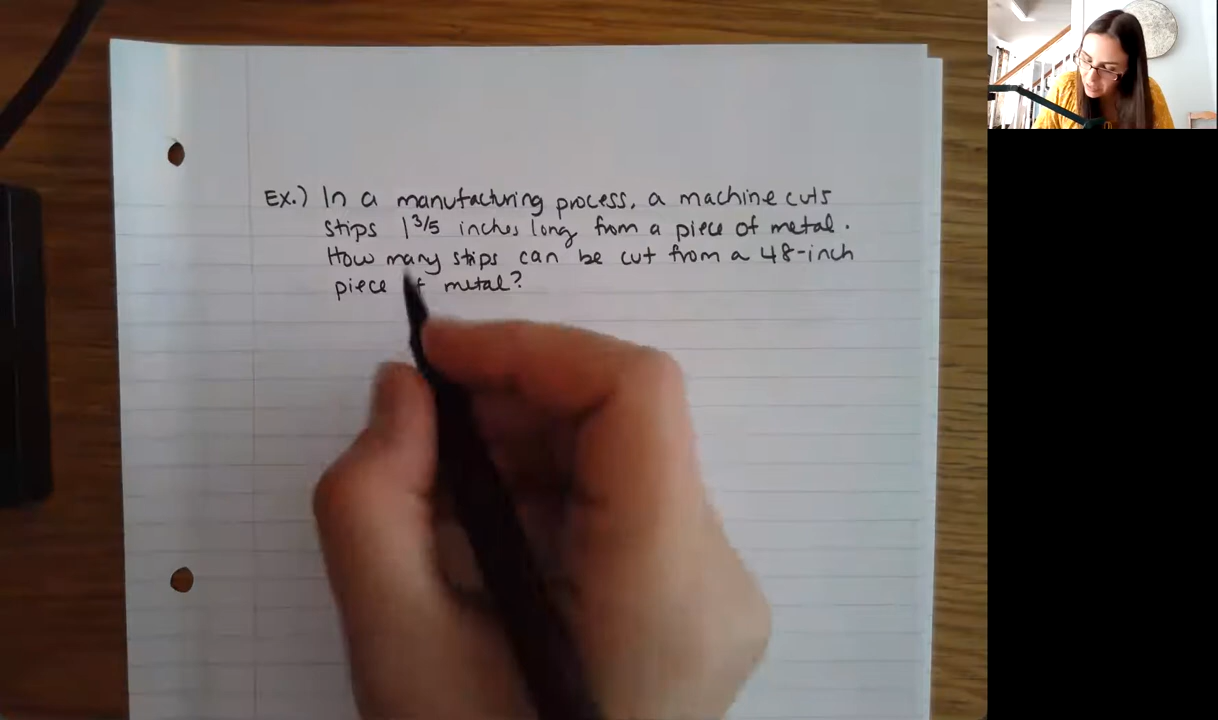 Ex.) In a manufacturing process, a machine cuts
stips 1 3/5 inches long from a piece of metal.
How many stips can be cut from a 48-inch
piece metal?